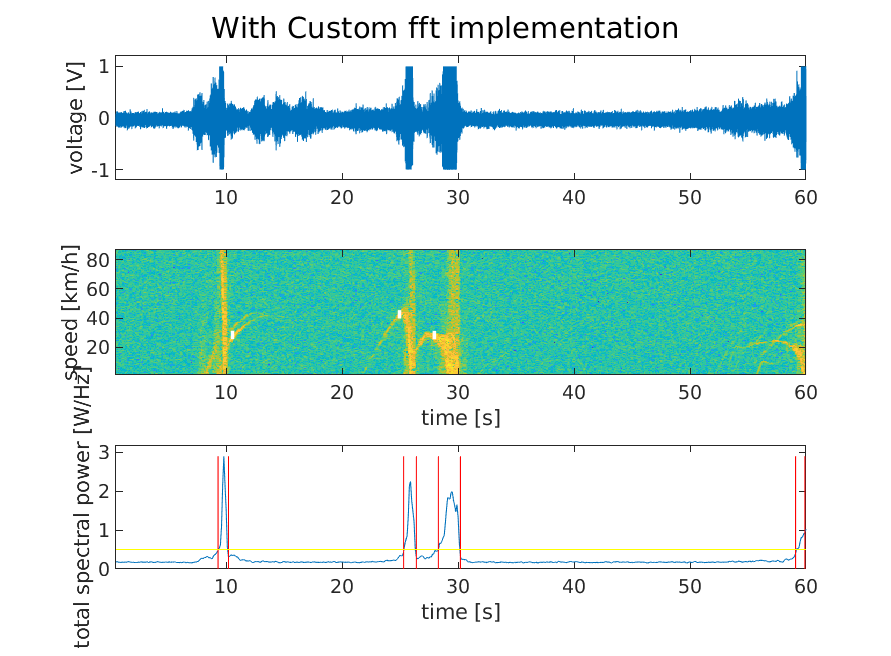 With Custom fft implementation
voltage [V]
1
0
-1
10 20 30 40 50 60
speed [km/h]
80
60
40
20
10 20 30 40 50 60
time [s]
total spectral power [W/Hz]
3
2
1
0
10 20 30 40 50 60
time [s]